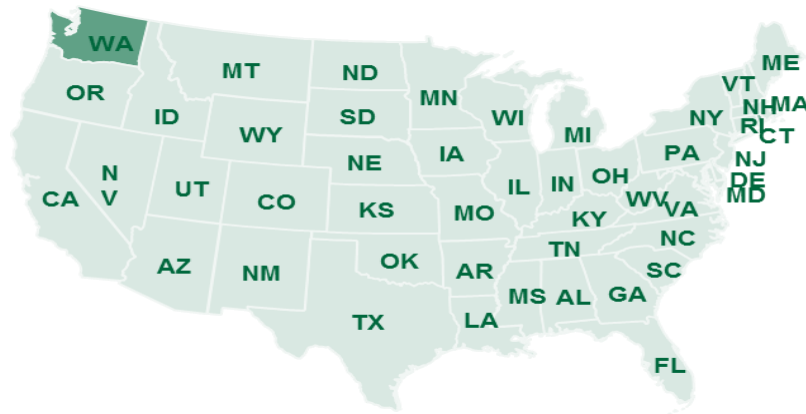 WA
ME
MT
ND
VT
OR
MN
NH
MA
ID
SD
WI
NY
RI
WY
MI
CT
IA
PA
NJ
NE
N
V
UT
IL
IN
OH
DE
CA
CO
KS
MO
WV
MD
KY
VA
NC
TN
AZ
NM
OK
AR
SC
MS
AL
GA
TX
LA
FL